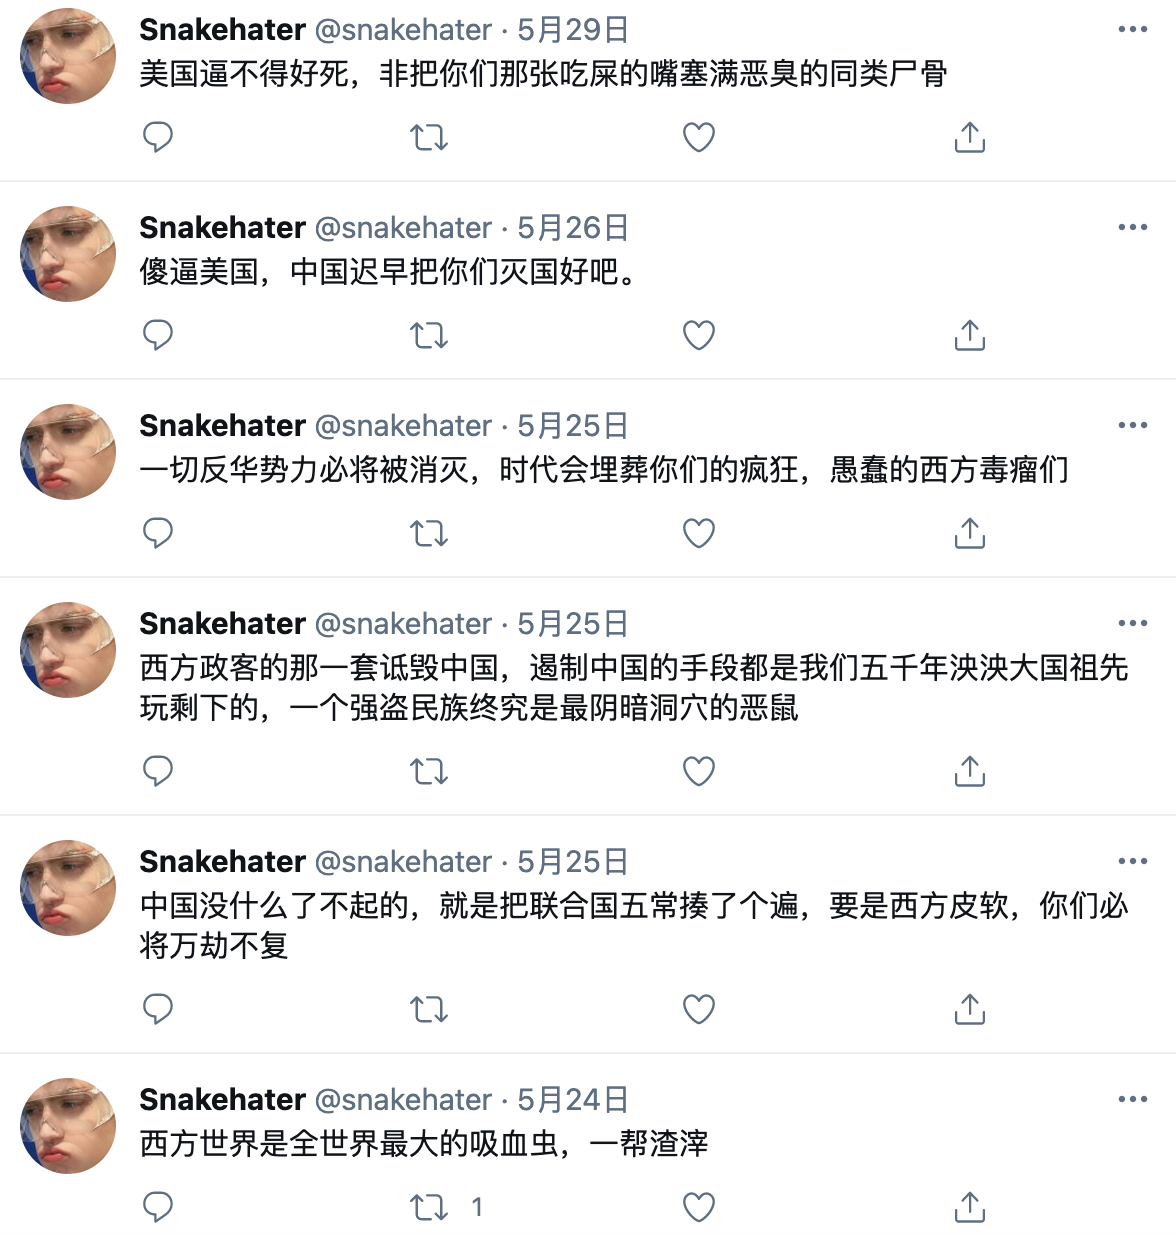 Snakehater @snakehater · 5月29日
美国逼不得好死，非把你们那张吃屎的嘴塞满恶臭的同类尸骨
Snakehater @snakehater · 5月26日
傻逼美国，中国迟早把你们灭国好吧。
Snakehater @snakehater · 5月25日
一切反华势力必将被消灭，时代会埋葬你们的疯狂，愚蠢的西方毒瘤们
Snakehater @snakehater · 5月25日
西方政客的那一套诋毁中国，遏制中国的手段都是我们五千年泱泱大国祖先
玩剩下的，一个强盗民族终究是最阴暗洞穴的恶鼠
Snakehater @snakehater · 5月25日
中国没什么了不起的，就是把联合国五常揍了个遍，要是西方皮软，你们必
将万劫不复
Snakehater @snakehater · 5月24日
西方世界是全世界最大的吸血虫，一帮渣滓
1